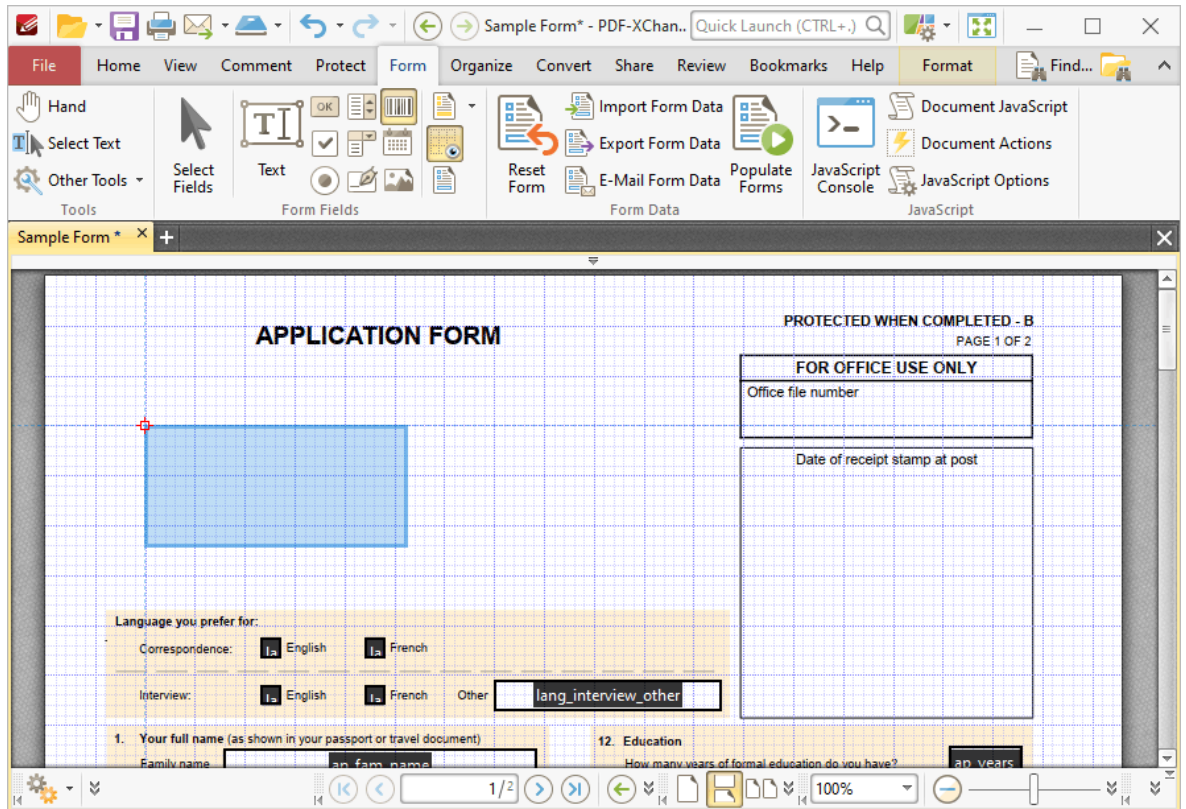 Sample Form* - PDF-XChan..
Quick Launch (CTRL+.)
File Home View Comment Protect Form Organize Convert Share Review Bookmarks Help Format Find...
Hand
Select Text
Other Tools
Tools
Select Fields
Text
OK
Form Fields
Reset Form
Import Form Data
Export Form Data
E-Mail Form Data
Populate Forms
Form Data
JavaScript Console
Document JavaScript
Document Actions
JavaScript Options
JavaScript
Sample Form *
APPLICATION FORM
PROTECTED WHEN COMPLETED - B
PAGE 1 OF 2
FOR OFFICE USE ONLY
Office file number
Date of receipt stamp at post
Language you prefer for:
Correspondence: la English la French
Interview: la English la French Other lang_interview_other
1. Your full name (as shown in your passport or travel document)
Family name ap_fam_name
12. Education
How many years of formal education do you have? ap_years
1/2
100%